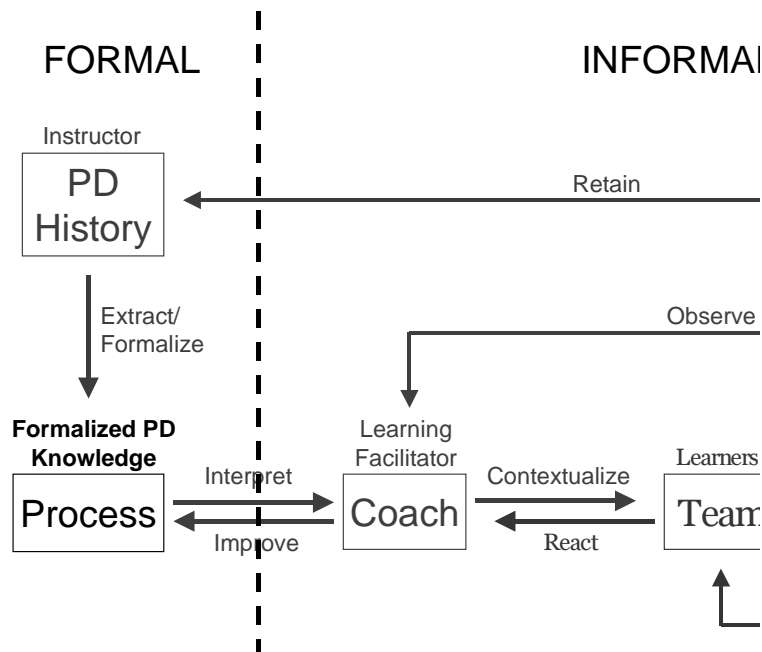 FORMAL
INFORMAL
Instructor
PD
History
Retain
Extract/
Formalize
Observe
Formalized PD
Knowledge
Process
Interpret
Improve
Learning
Facilitator
Coach
Contextualize
React
Learners
Team